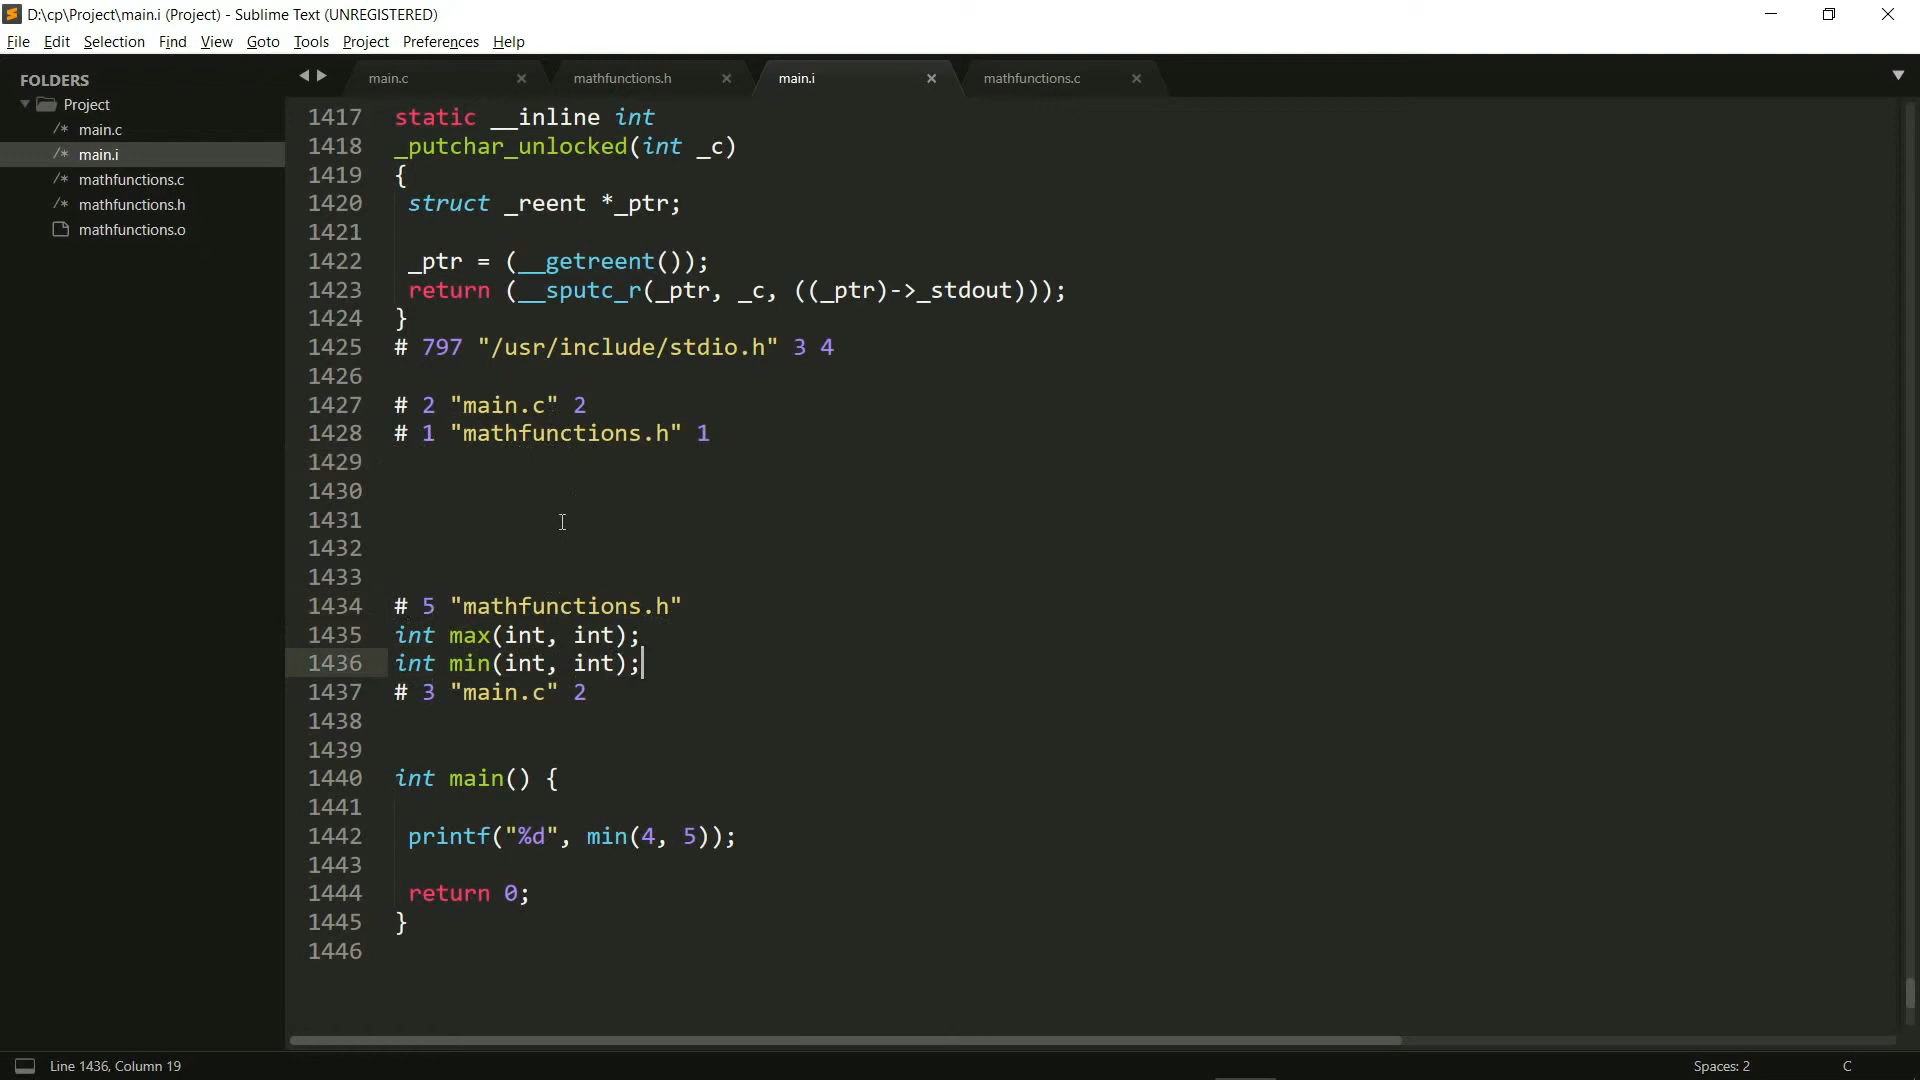 D:\cp\Project\main.i (Project) - Sublime Text (UNREGISTERED)
File Edit Selection Find View Goto Tools Project Preferences Help
FOLDERS
Project
main.c
main.i
mathfunctions.c
mathfunctions.h
mathfunctions.o
main.c mathfunctions.h main.i mathfunctions.c
1417 static __inline int
1418 _putchar_unlocked(int _c)
1419 {
1420 struct _reent *_ptr;
1421
1422 _ptr = (__getreent());
1423 return (__sputc_r(_ptr, _c, ((_ptr)->_stdout)));
1424 }
1425 # 797 "/usr/include/stdio.h" 3 4
1426
1427 # 2 "main.c" 2
1428 # 1 "mathfunctions.h" 1
1429
1430
1431
1432
1433
1434 # 5 "mathfunctions.h"
1435 int max(int, int);
1436 int min(int, int);
1437 # 3 "main.c" 2
1438
1439
1440 int main() {
1441
1442 printf("%d", min(4, 5));
1443
1444 return 0;
1445 }
1446
Line 1436, Column 19
Spaces: 2
C